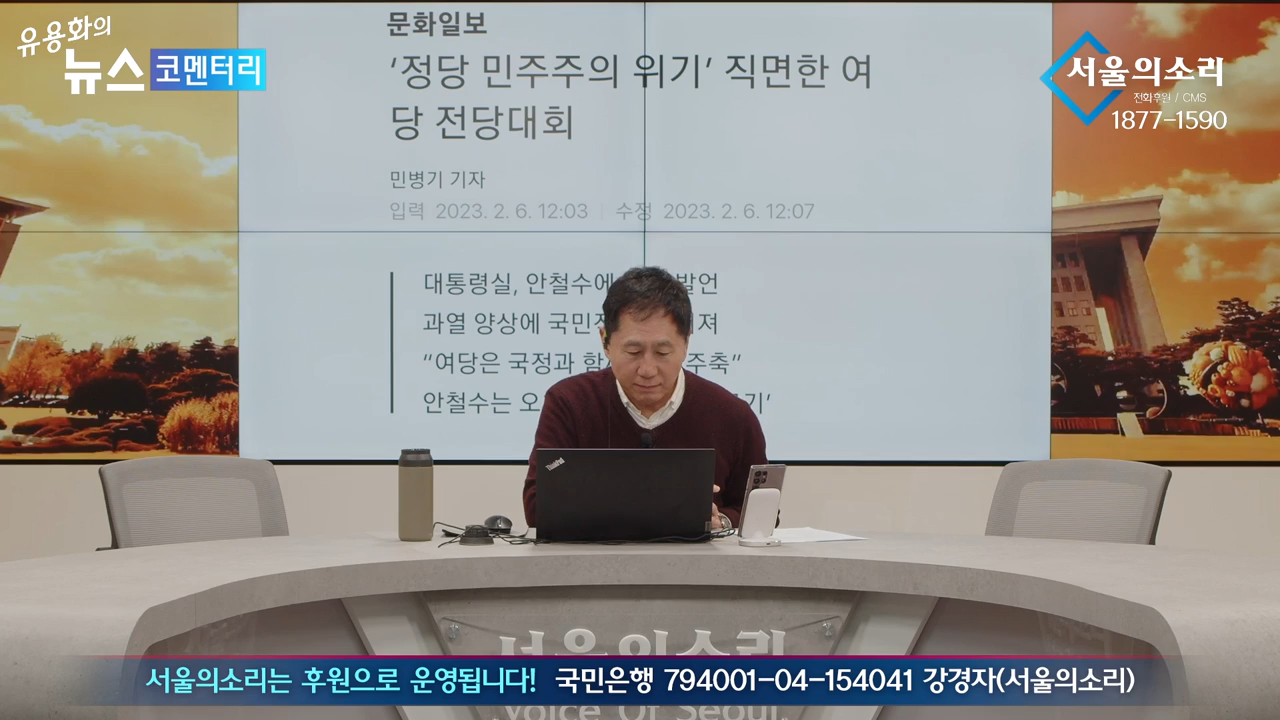 유용화의
뉴스 코멘터리
문화일보
‘정당 민주주의 위기’ 직면한 여
당 전당대회
민병기 기자
입력 2023. 2. 6. 12:03 | 수정 2023. 2. 6. 12:07
대통령실, 안철수에 발언
과열 양상에
“여당은 국정과 주축”
안철수는
서울의소리
전화후원 / CMS
1877-1590
ThinkPad
서울의소리
서울의소리는 후원으로 운영됩니다! 국민은행 794001-04-154041 강경자(서울의소리)
Voice Of Seoul.